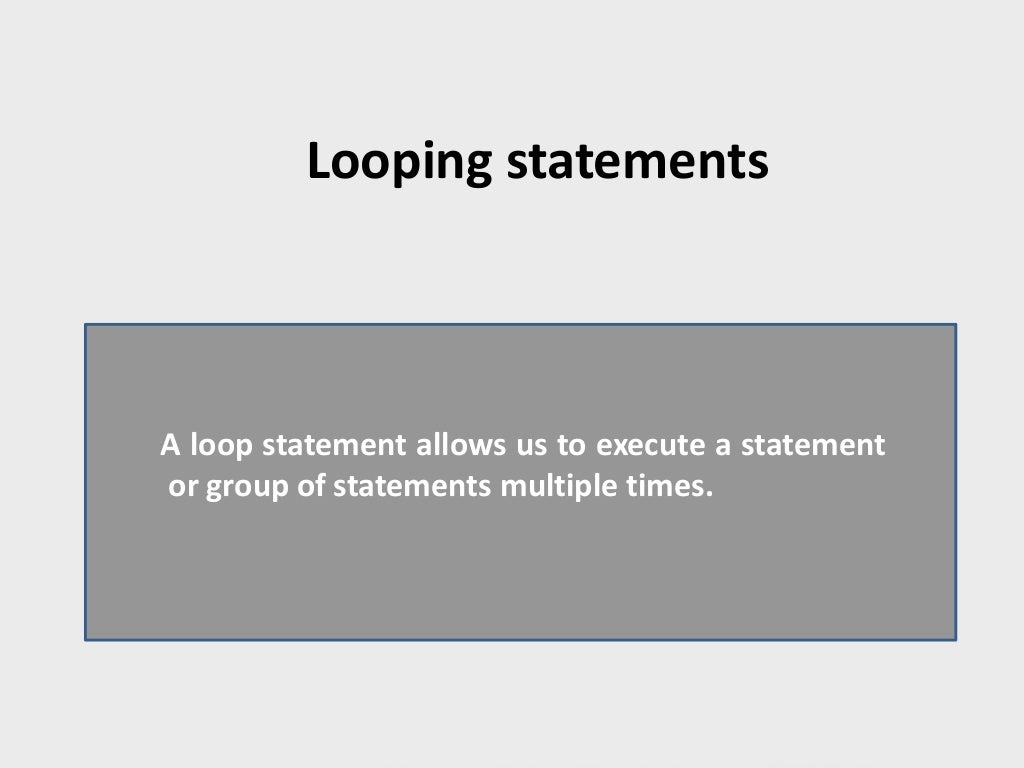 Looping statements
A loop statement allows us to execute a statement
or group of statements multiple times.